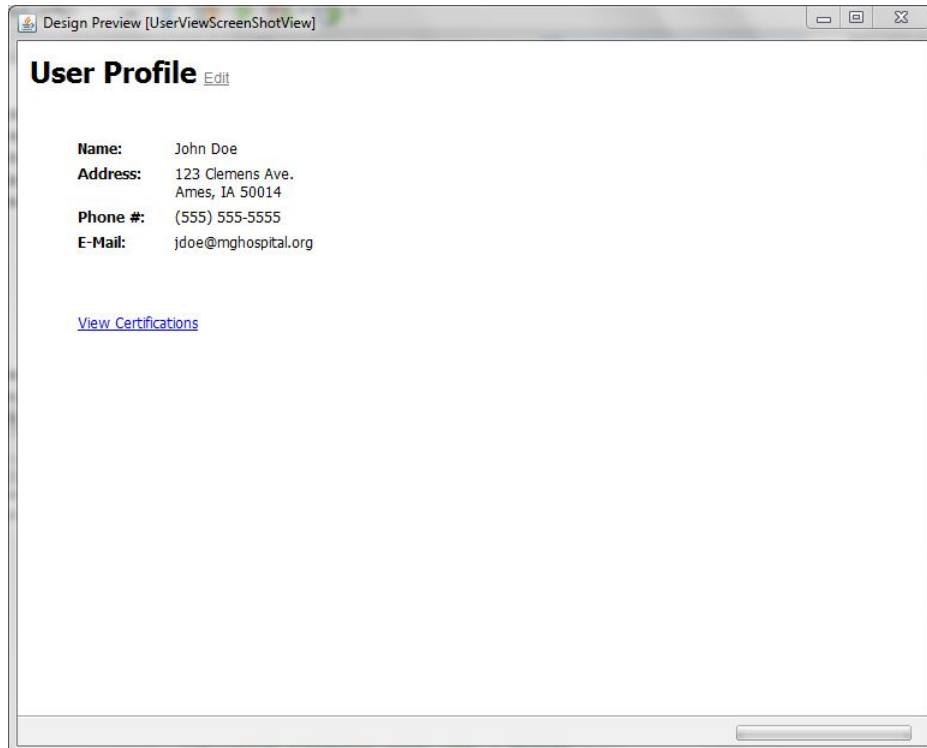 Design Preview [UserViewScreenShotView]
User Profile Edit
Name: John Doe
Address: 123 Clemens Ave.
Ames, IA 50014
Phone #: (555) 555-5555
E-Mail: jdoe@mghospital.org
View Certifications